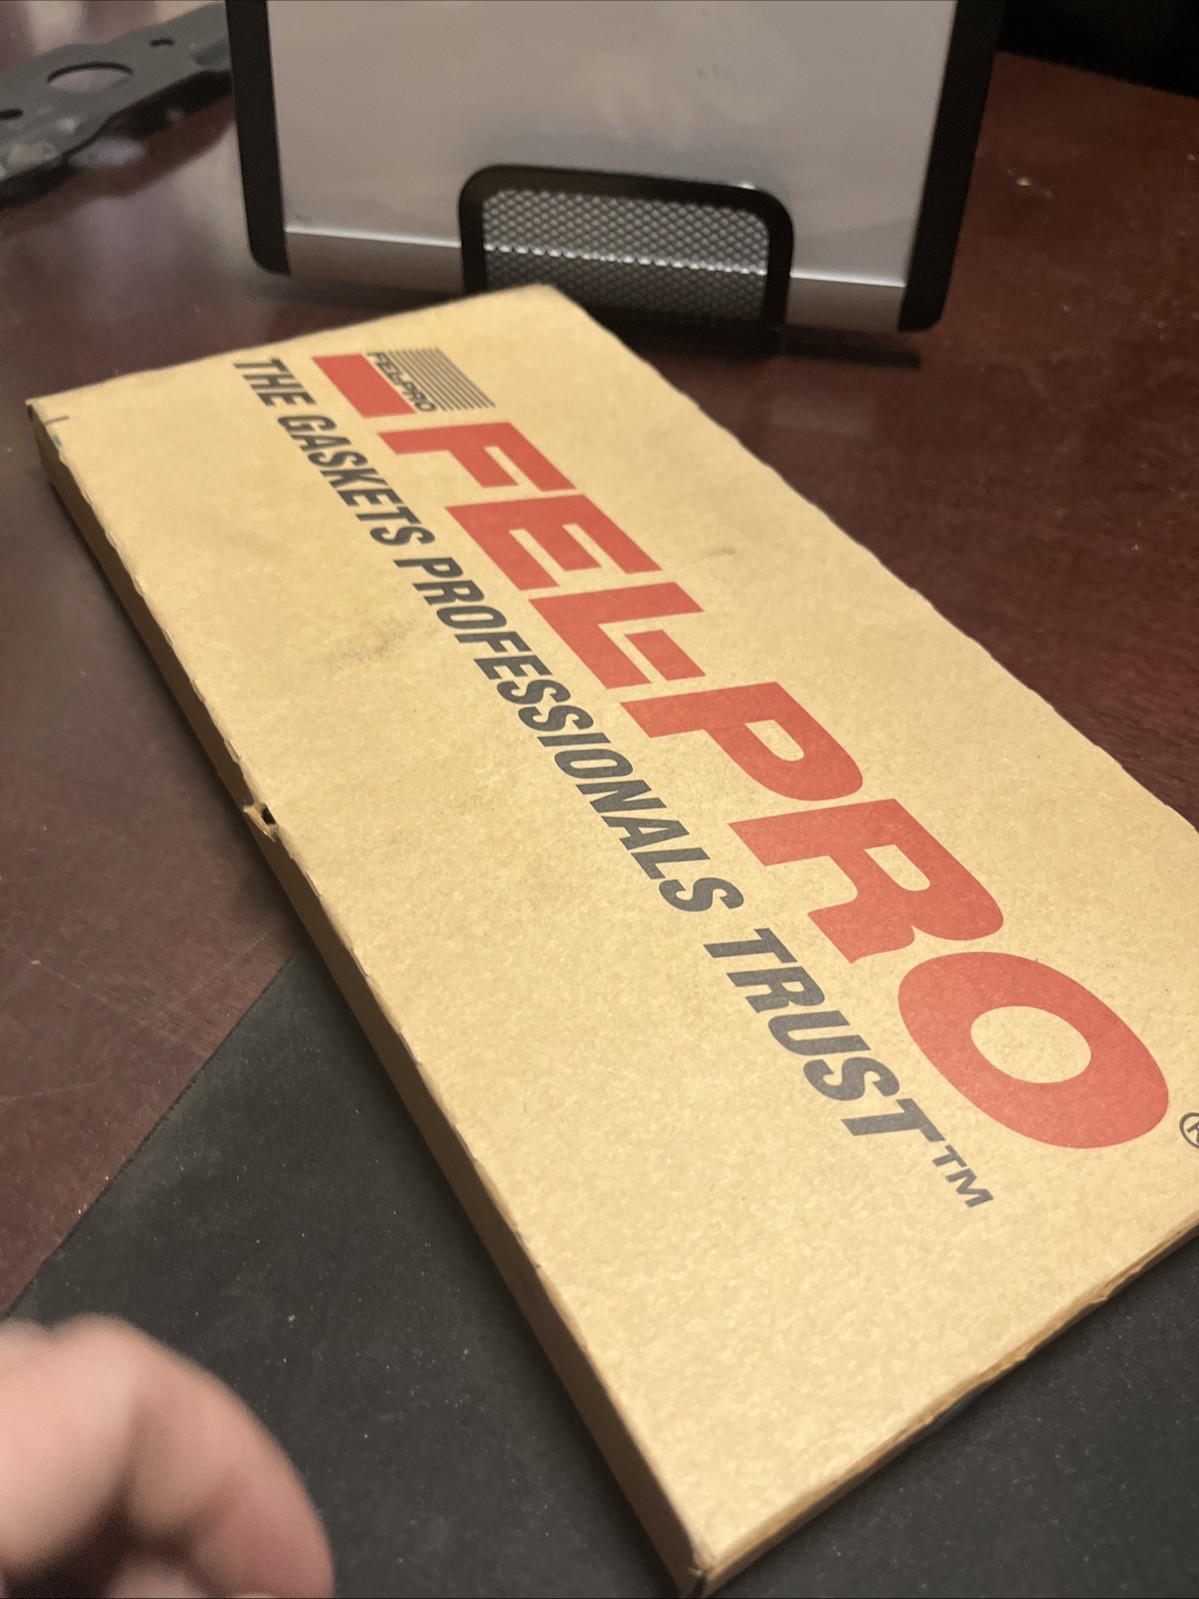 FEL-PRO
FEL-PRO®
THE GASKETS PROFESSIONALS TRUST™